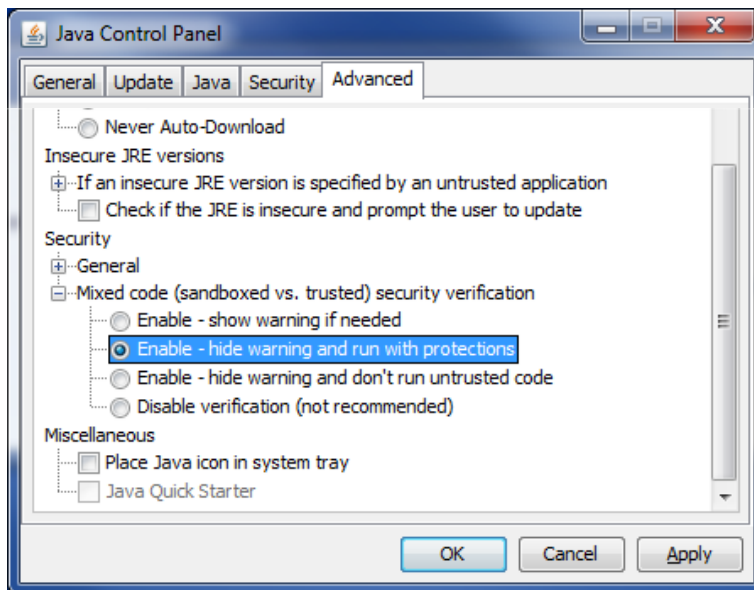 Java Control Panel
General Update Java Security Advanced
Never Auto-Download
Insecure JRE versions
If an insecure JRE version is specified by an untrusted application
Check if the JRE is insecure and prompt the user to update
Security
General
Mixed code (sandboxed vs. trusted) security verification
Enable - show warning if needed
Enable - hide warning and run with protections
Enable - hide warning and don't run untrusted code
Disable verification (not recommended)
Miscellaneous
Place Java icon in system tray
Java Quick Starter
OK Cancel Apply